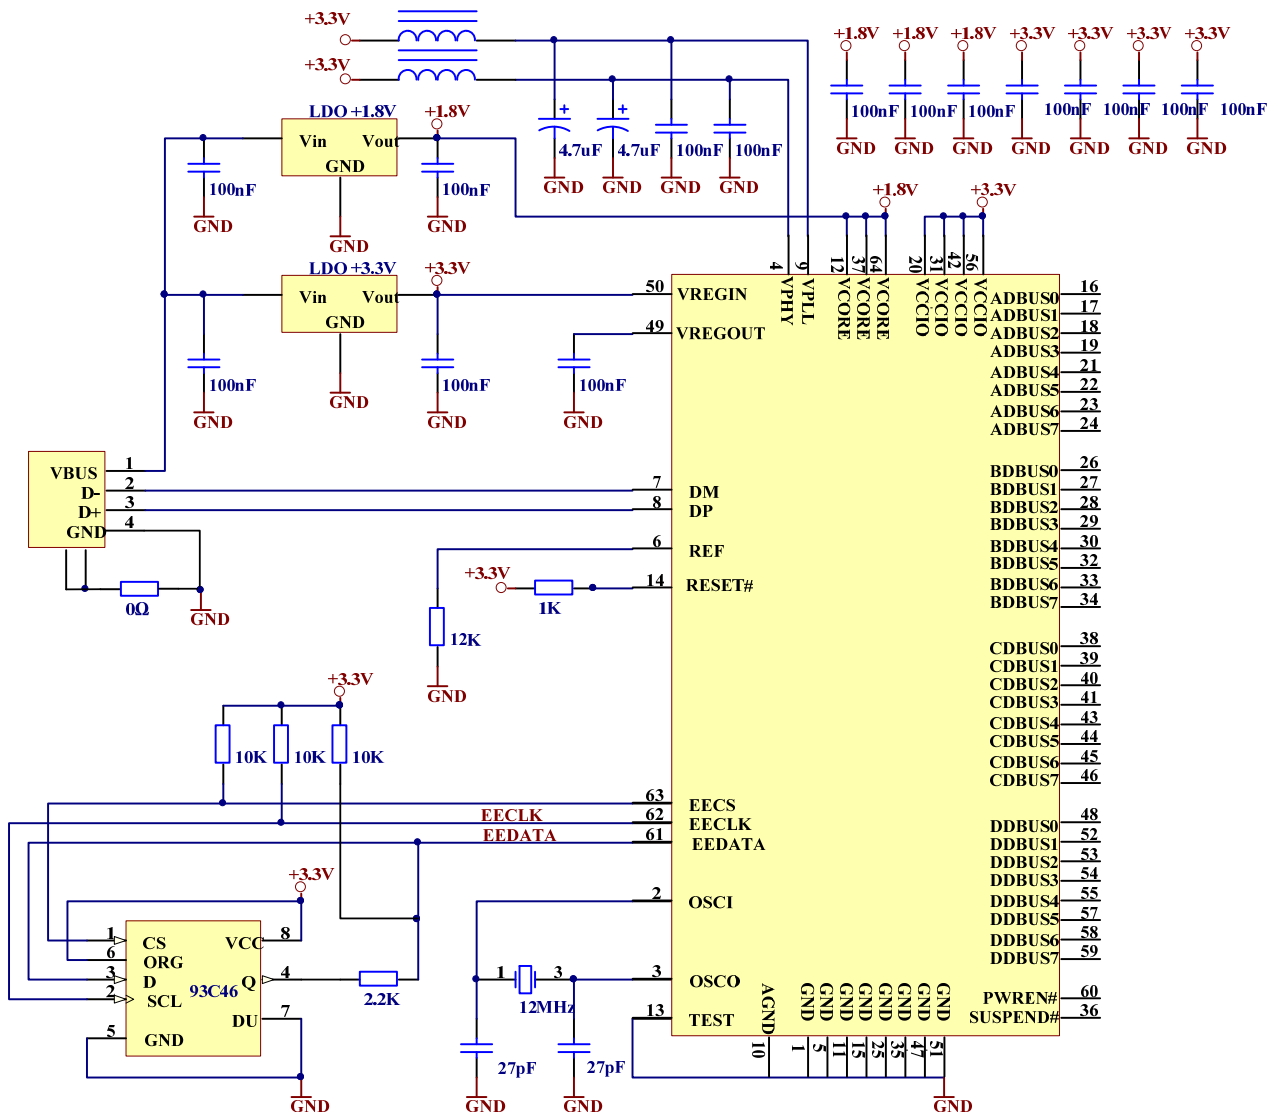 +3.3V
+3.3V
4.7uF 4.7uF 100nF 100nF
GND GND GND GND
+1.8V +1.8V +1.8V +3.3V +3.3V +3.3V +3.3V
100nF 100nF 100nF 100nF 100nF 100nF 100nF
GND GND GND GND GND GND GND
LDO +1.8V +1.8V
Vin Vout
GND
100nF 100nF
GND GND GND
LDO +3.3V +3.3V
Vin Vout
GND
100nF 100nF 100nF
GND GND GND GND
+1.8V +3.3V
4 9 12 37 64 20 31 42 56
VPHY VPLL VCORE VCORE VCORE VCCIO VCCIO VCCIO VCCIO
50 VREGIN
49 VREGOUT
ADBUS0 16
ADBUS1 17
ADBUS2 18
ADBUS3 19
ADBUS4 21
ADBUS5 22
ADBUS6 23
ADBUS7 24
VBUS 1
D- 2
D+ 3
GND 4
0Ω
GND
7 DM
8 DP
6 REF
14 RESET#
+3.3V
1K
12K
GND
BDBUS0 26
BDBUS1 27
BDBUS2 28
BDBUS3 29
BDBUS4 30
BDBUS5 32
BDBUS6 33
BDBUS7 34
CDBUS0 38
CDBUS1 39
CDBUS2 40
CDBUS3 41
CDBUS4 43
CDBUS5 44
CDBUS6 45
CDBUS7 46
+3.3V
10K 10K 10K
63 EECS
EECLK 62 EECLK
EEDATA 61 EEDATA
DDBUS0 48
DDBUS1 52
DDBUS2 53
DDBUS3 54
DDBUS4 55
DDBUS5 57
DDBUS6 58
DDBUS7 59
+3.3V
1 CS VCC 8
6 ORG
3 D Q 4
2 SCL 93C46
DU 7
5 GND
2.2K
GND
2 OSCI
1 3
12MHz
3 OSCO
13 TEST
27pF 27pF
GND GND
PWREN# 60
SUSPEND# 36
AGND GND GND GND GND GND GND GND GND
10 1 5 11 15 25 35 47 51
GND